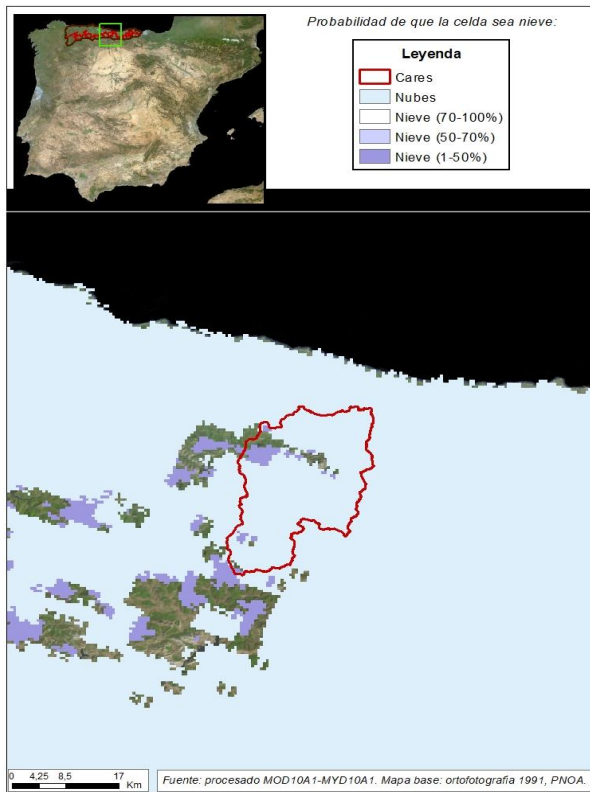 Probabilidad de que la celda sea nieve:
Leyenda
Cares
Nubes
Nieve (70-100%)
Nieve (50-70%)
Nieve (1-50%)
0 4,25 8,5 17
Km
Fuente: procesado MOD10A1-MYD10A1. Mapa base: ortofotografia 1991, PNOA.